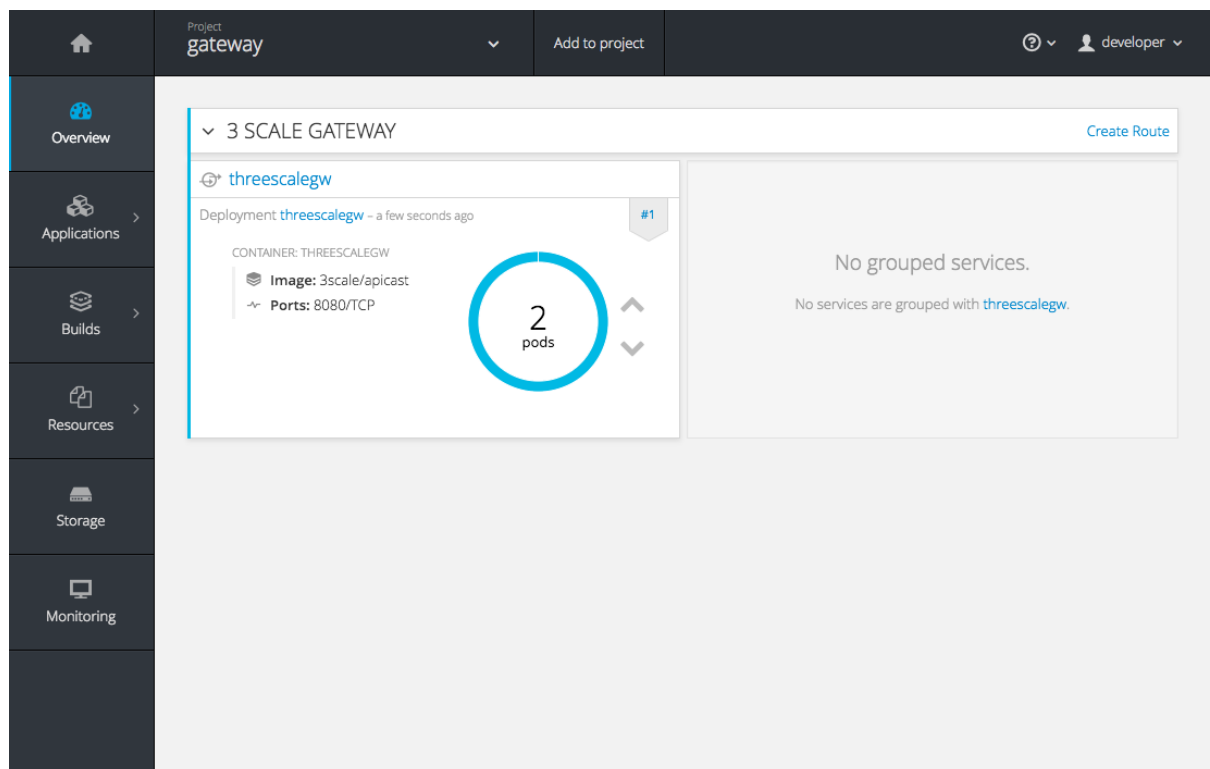 Project
gateway
Add to project
developer
Overview
Applications
Builds
Resources
Storage
Monitoring
3 SCALE GATEWAY
Create Route
threescalegw
Deployment threescalegw – a few seconds ago
#1
CONTAINER: THREESCALEGW
Image: 3scale/apicast
Ports: 8080/TCP
2
pods
No grouped services.
No services are grouped with threescalegw.